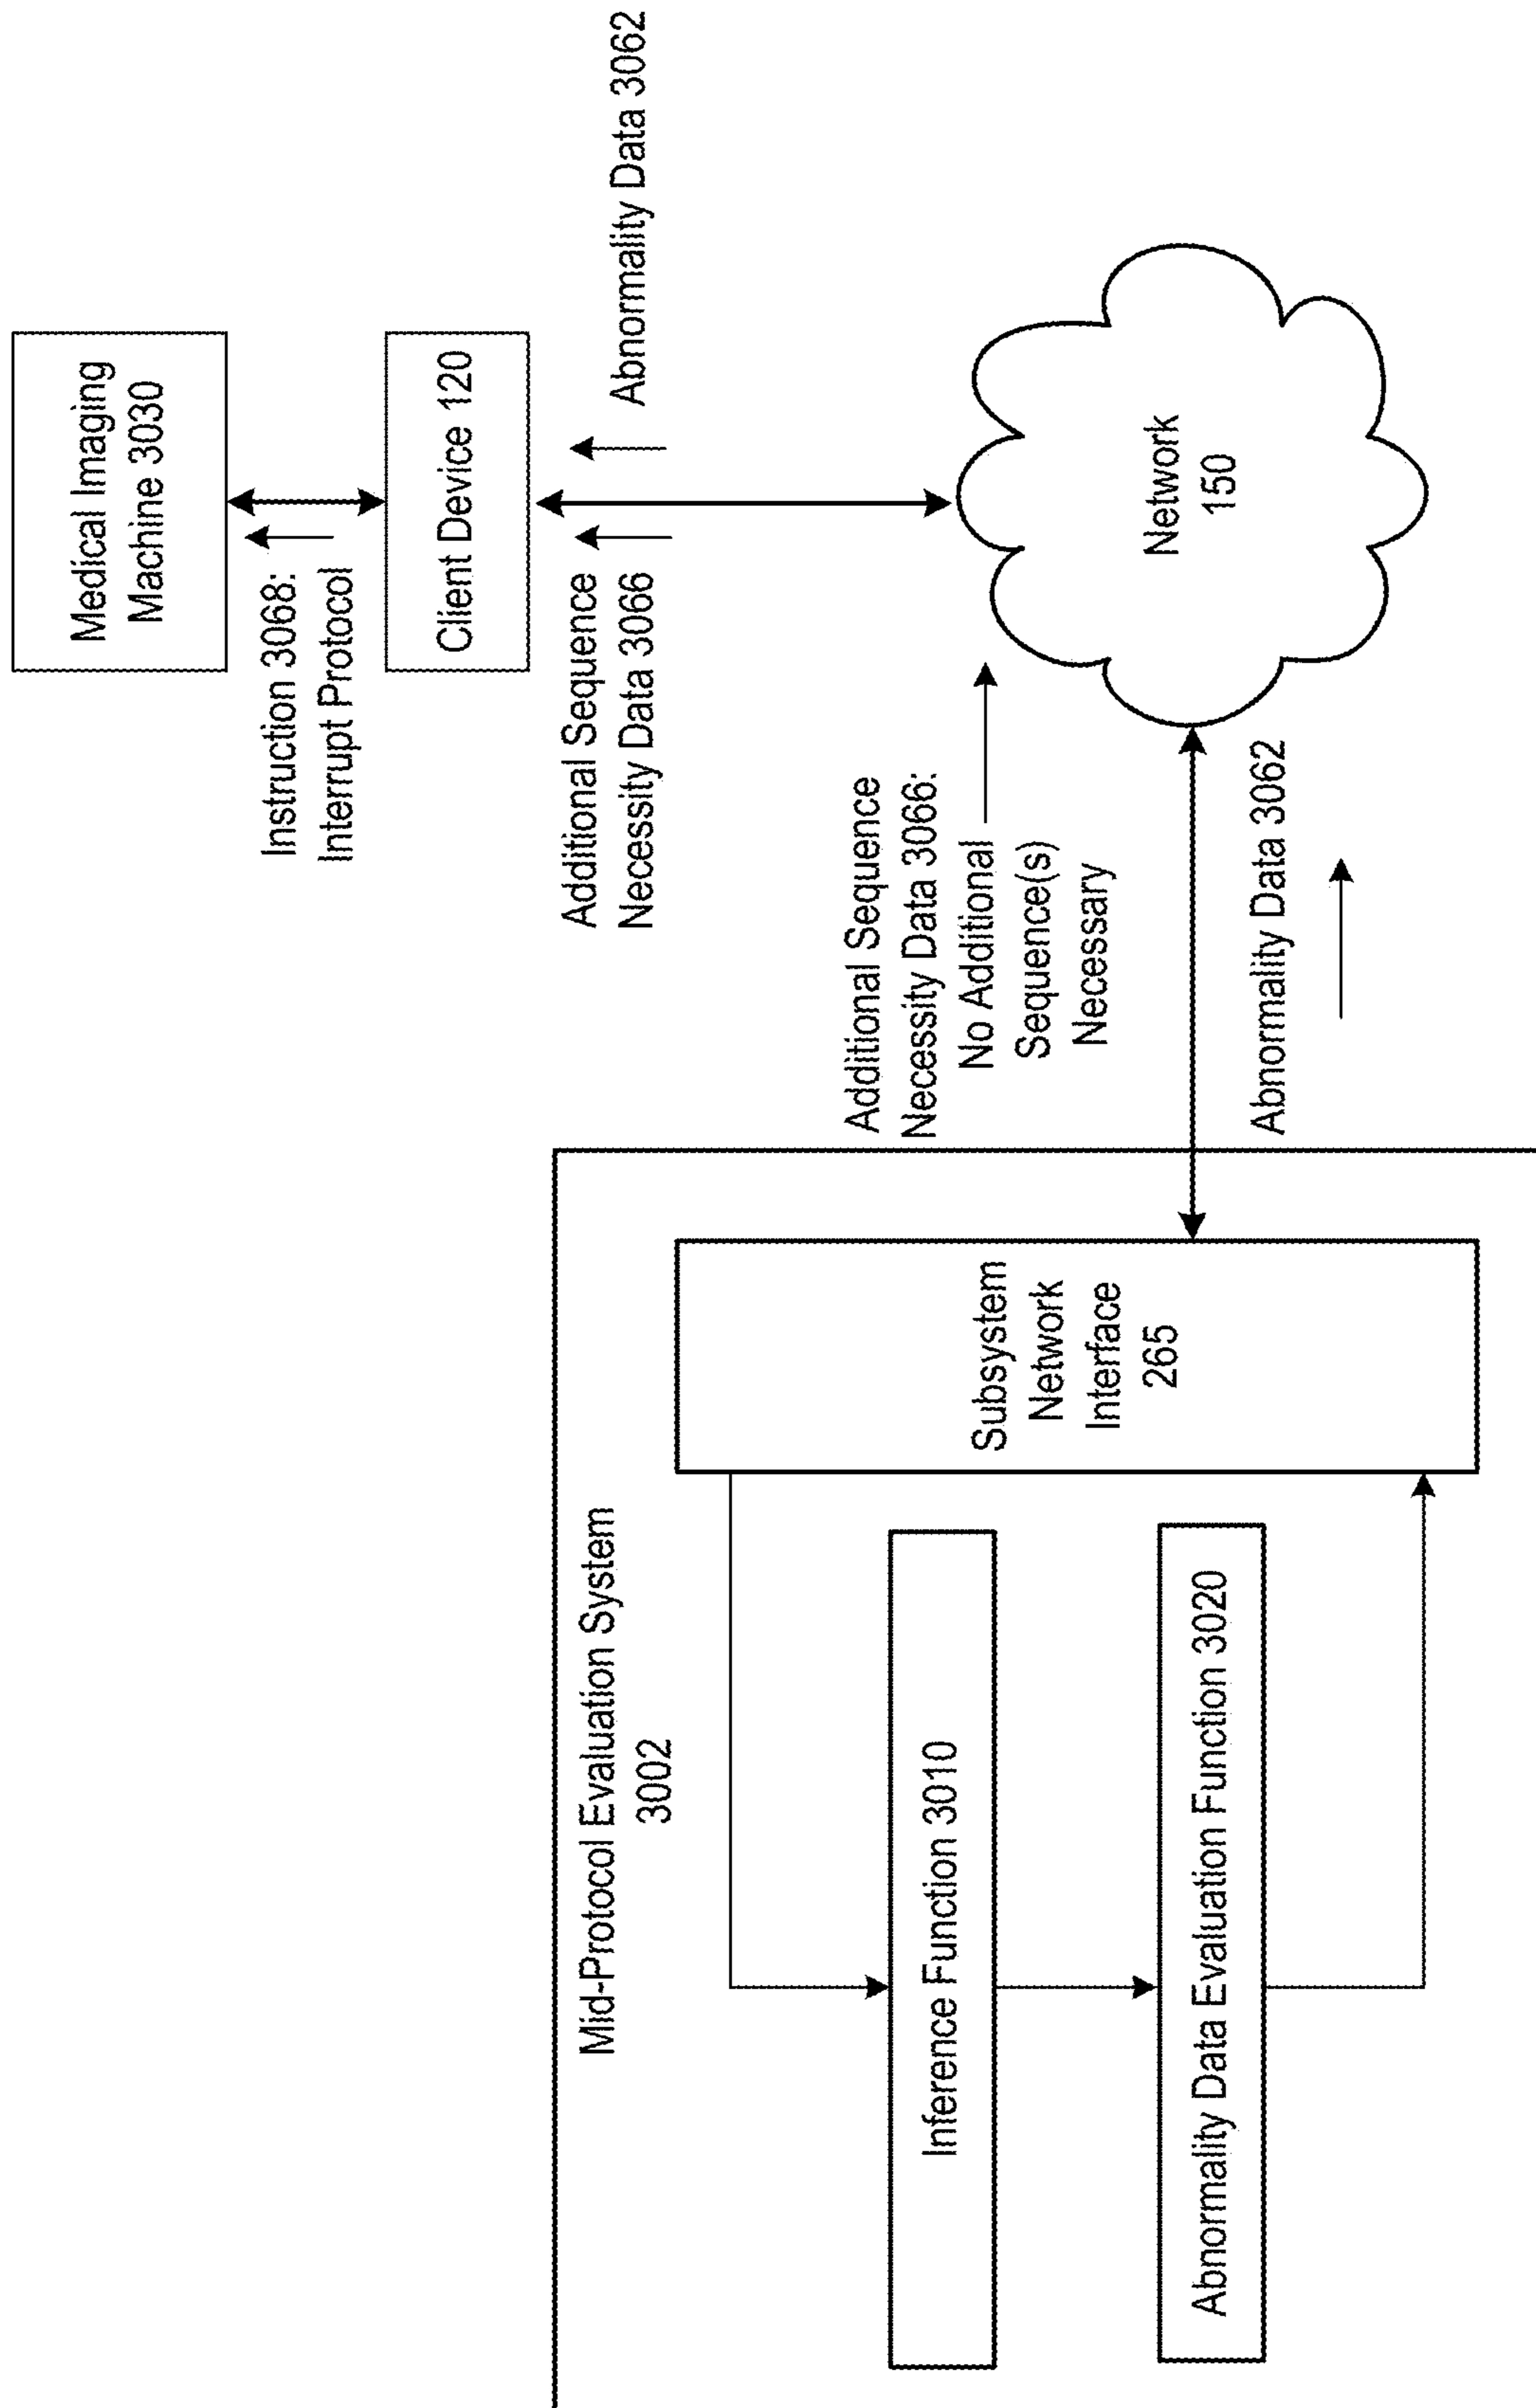 Medical Imaging
Machine 3030
Instruction 3068:
Interrupt Protocol
Client Device 120
Additional Sequence
Necessity Data 3066
Abnormality Data 3062
Mid-Protocol Evaluation System
3002
Additional Sequence
Necessity Data 3066:
No Additional
Sequence(s)
Necessary
Network
150
Subsystem
Network
Interface
265
Abnormality Data 3062
Inference Function 3010
Abnormality Data Evaluation Function 3020